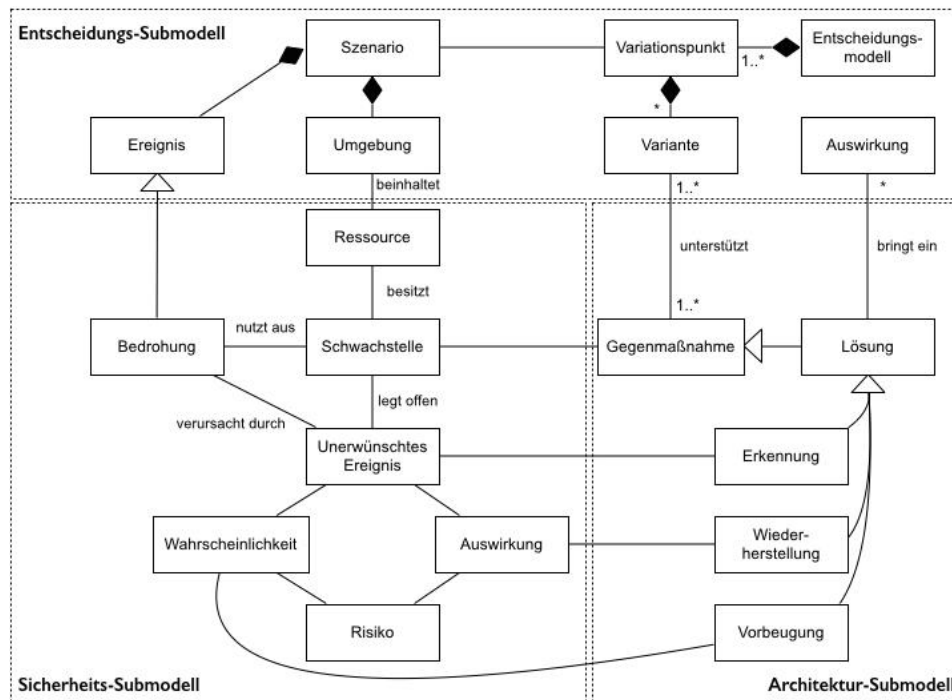 Entscheidungs-Submodell
Szenario
Variationspunkt
1..*
Entscheidungs-
modell
*
Ereignis
Umgebung
Variante
Auswirkung
beinhaltet
1..*
*
Ressource
unterstützt
bringt ein
besitzt
1..*
nutzt aus
Bedrohung
Schwachstelle
Gegenmaßnahme
Lösung
legt offen
verursacht durch
Unerwünschtes
Ereignis
Erkennung
Wahrscheinlichkeit
Auswirkung
Wieder-
herstellung
Risiko
Vorbeugung
Sicherheits-Submodell
Architektur-Submodell